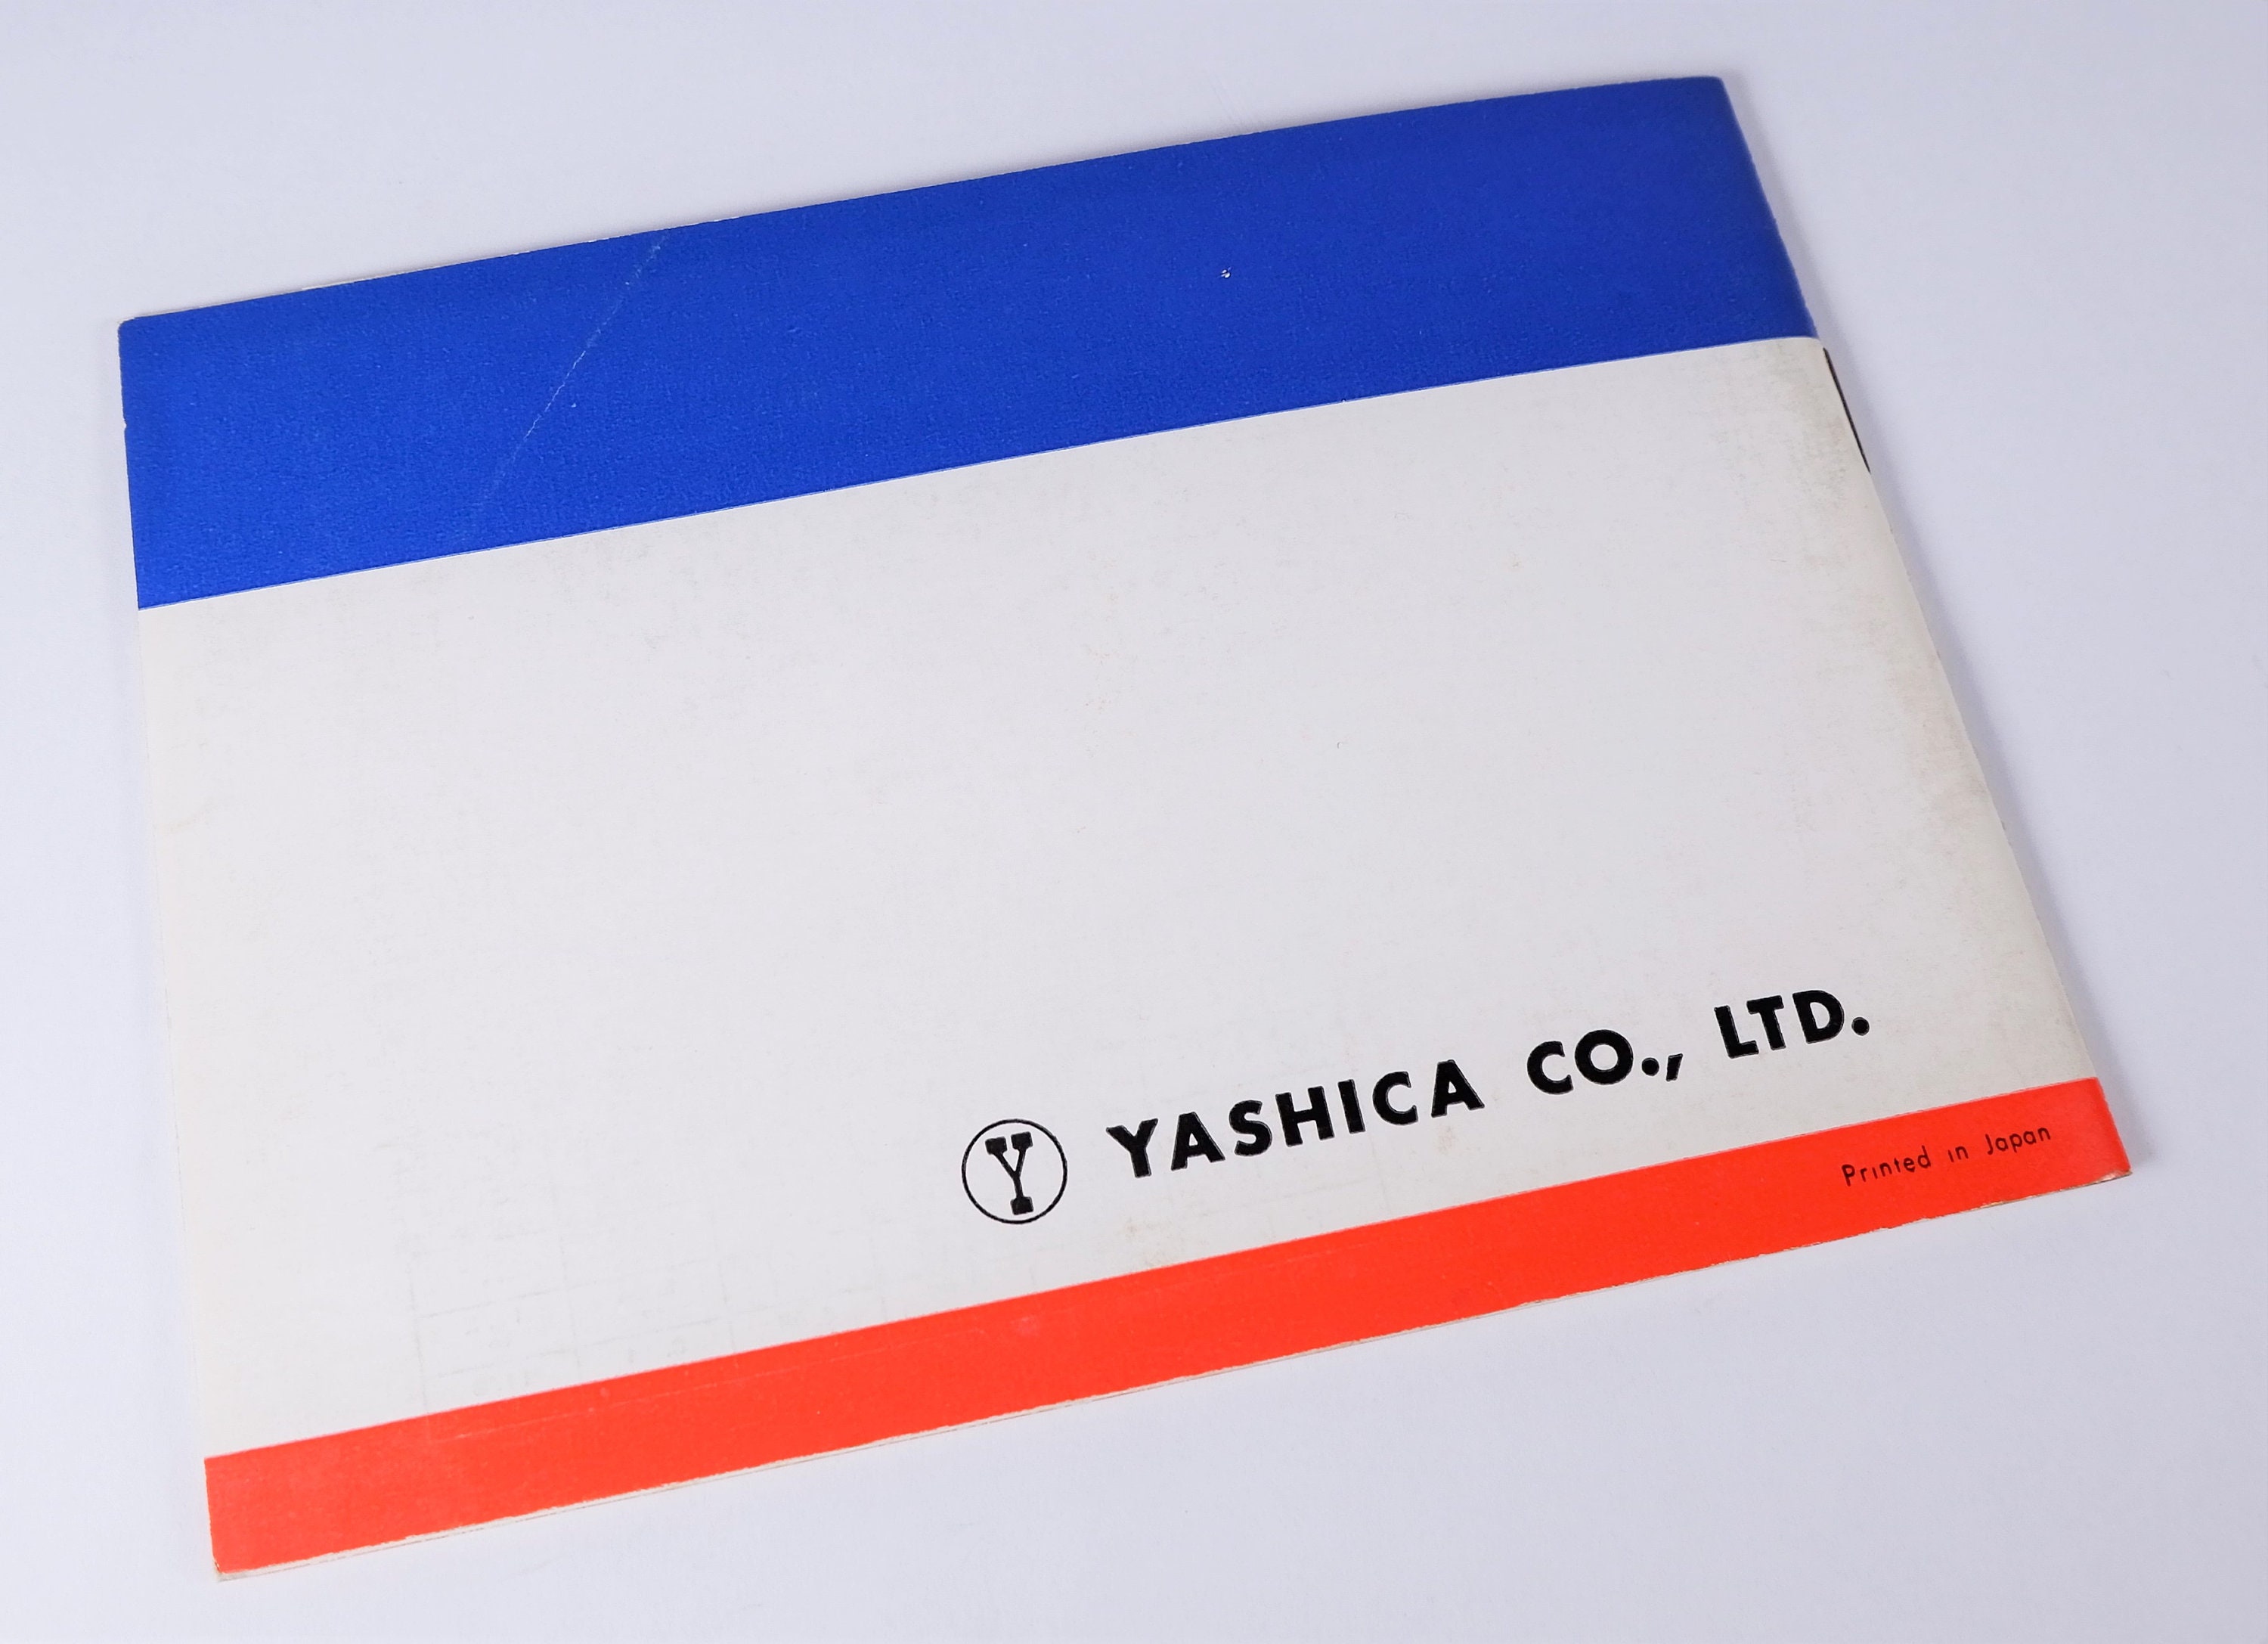 Y YASHICA CO., LTD.
Printed in Japan